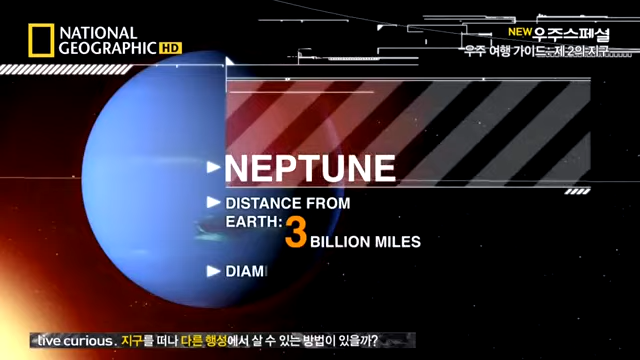 NATIONAL
GEOGRAPHIC HD
NEW 우주스페셜
우주 여행 가이드: 제 2의 지구
NEPTUNE
DISTANCE FROM
EARTH: 3 BILLION MILES
DIAM
live curious. 지구를 떠나 다른 행성에서 살 수 있는 방법이 있을까?